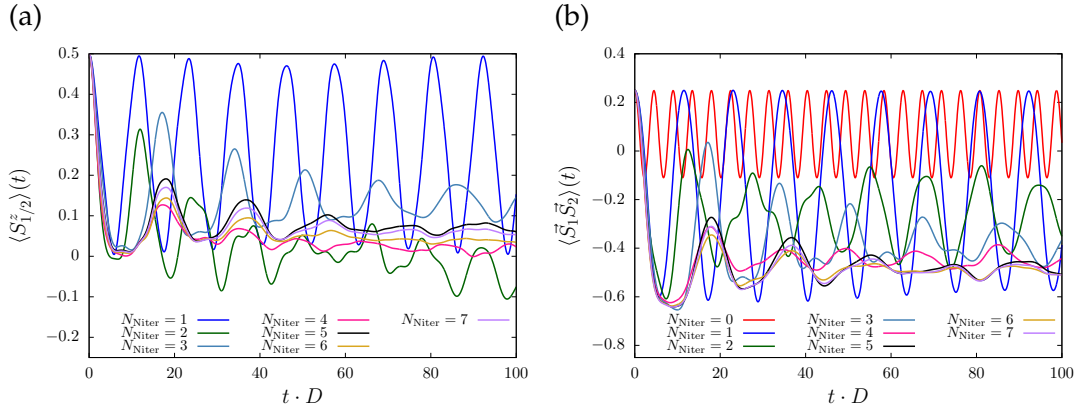 (a)
⟨S^z_{1/2}⟩(t)
0.5
0.4
0.3
0.2
0.1
0
−0.1
−0.2
0 20 40 60 80 100
t · D
N_Niter = 1
N_Niter = 2
N_Niter = 3
N_Niter = 4
N_Niter = 5
N_Niter = 6
N_Niter = 7
(b)
⟨S⃗_1 S⃗_2⟩(t)
0.4
0.2
0
−0.2
−0.4
−0.6
−0.8
0 20 40 60 80 100
t · D
N_Niter = 0
N_Niter = 1
N_Niter = 2
N_Niter = 3
N_Niter = 4
N_Niter = 5
N_Niter = 6
N_Niter = 7